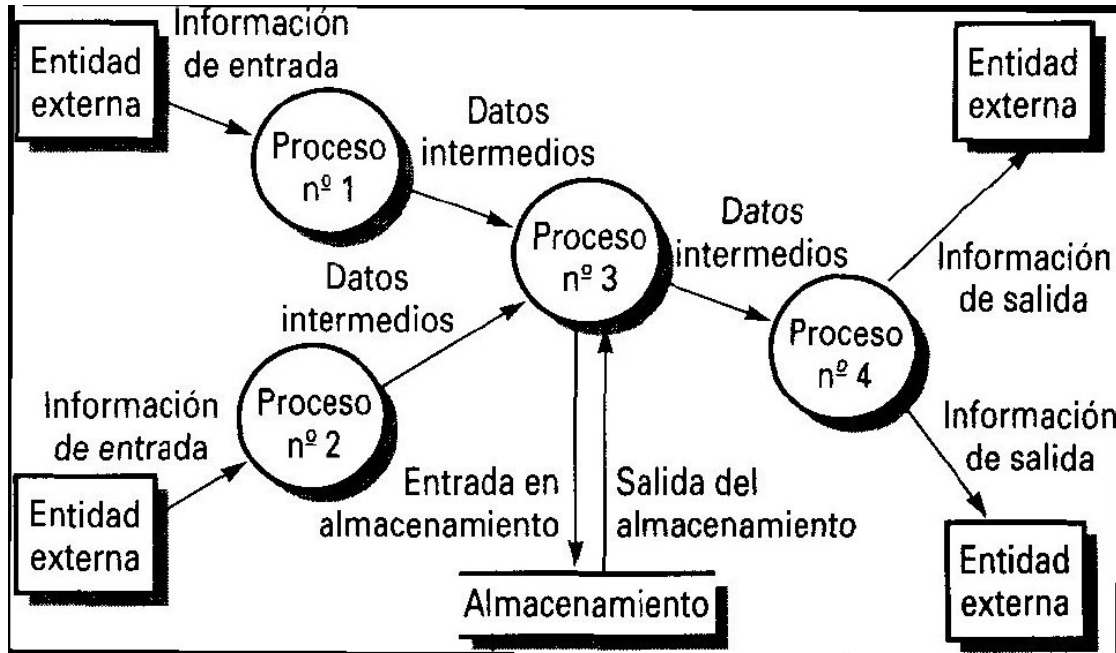 Entidad
externa
Información
de entrada
Proceso
nº 1
Datos
intermedios
Proceso
nº 3
Datos
intermedios
Entidad
externa
Información
de salida
Proceso
nº 4
Datos
intermedios
Proceso
nº 2
Información
de entrada
Entidad
externa
Entrada en
almacenamiento
Salida del
almacenamiento
Almacenamiento
Información
de salida
Entidad
externa